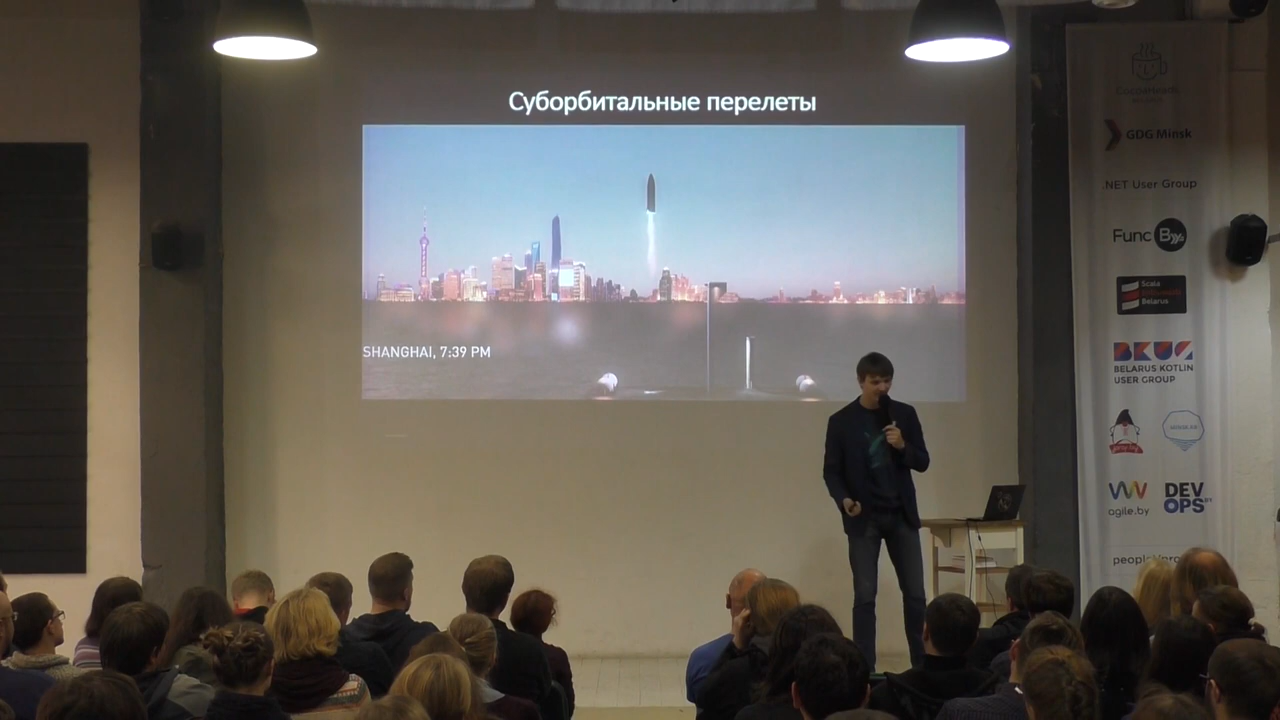 Суборбитальные перелеты
SHANGHAI, 7:39 PM
GDG Minsk
.NET User Group
Func By
Scala
Belarus
BKUG
BELARUS KOTLIN
USER GROUP
agile.by
DEV
OPS